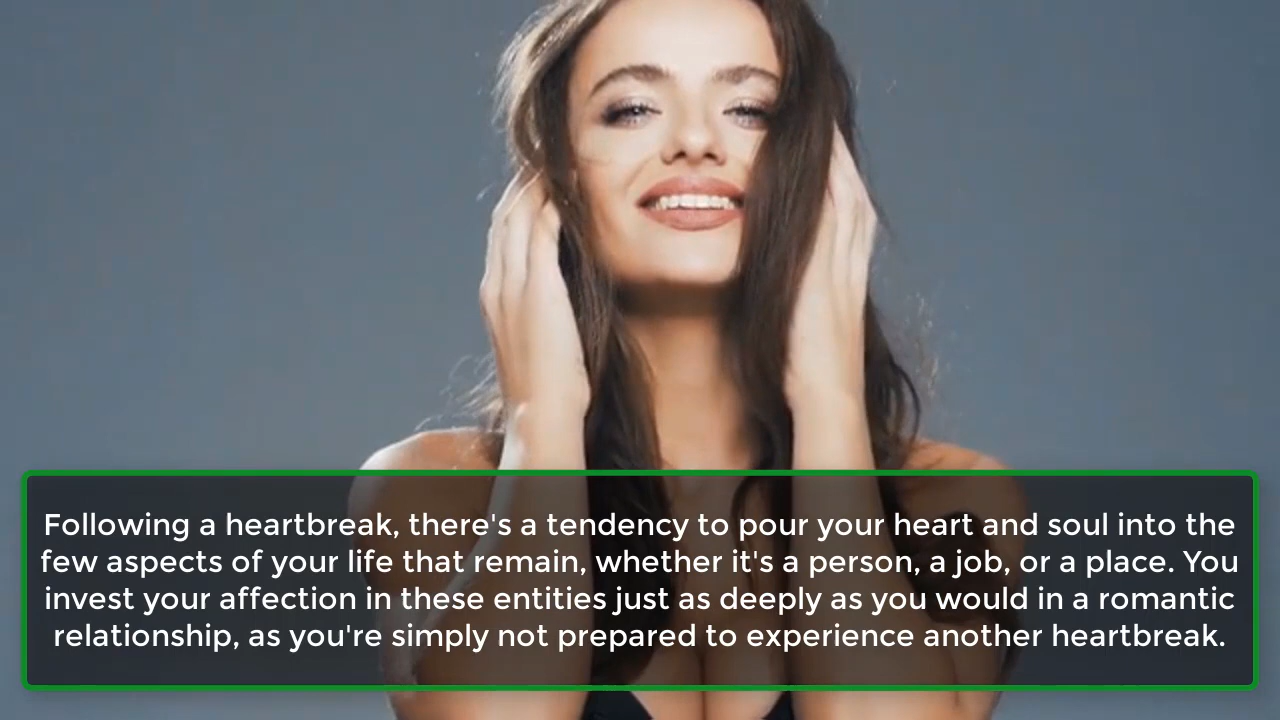 Following a heartbreak, there's a tendency to pour your heart and soul into the
few aspects of your life that remain, whether it's a person, a job, or a place. You
invest your affection in these entities just as deeply as you would in a romantic
relationship, as you're simply not prepared to experience another heartbreak.